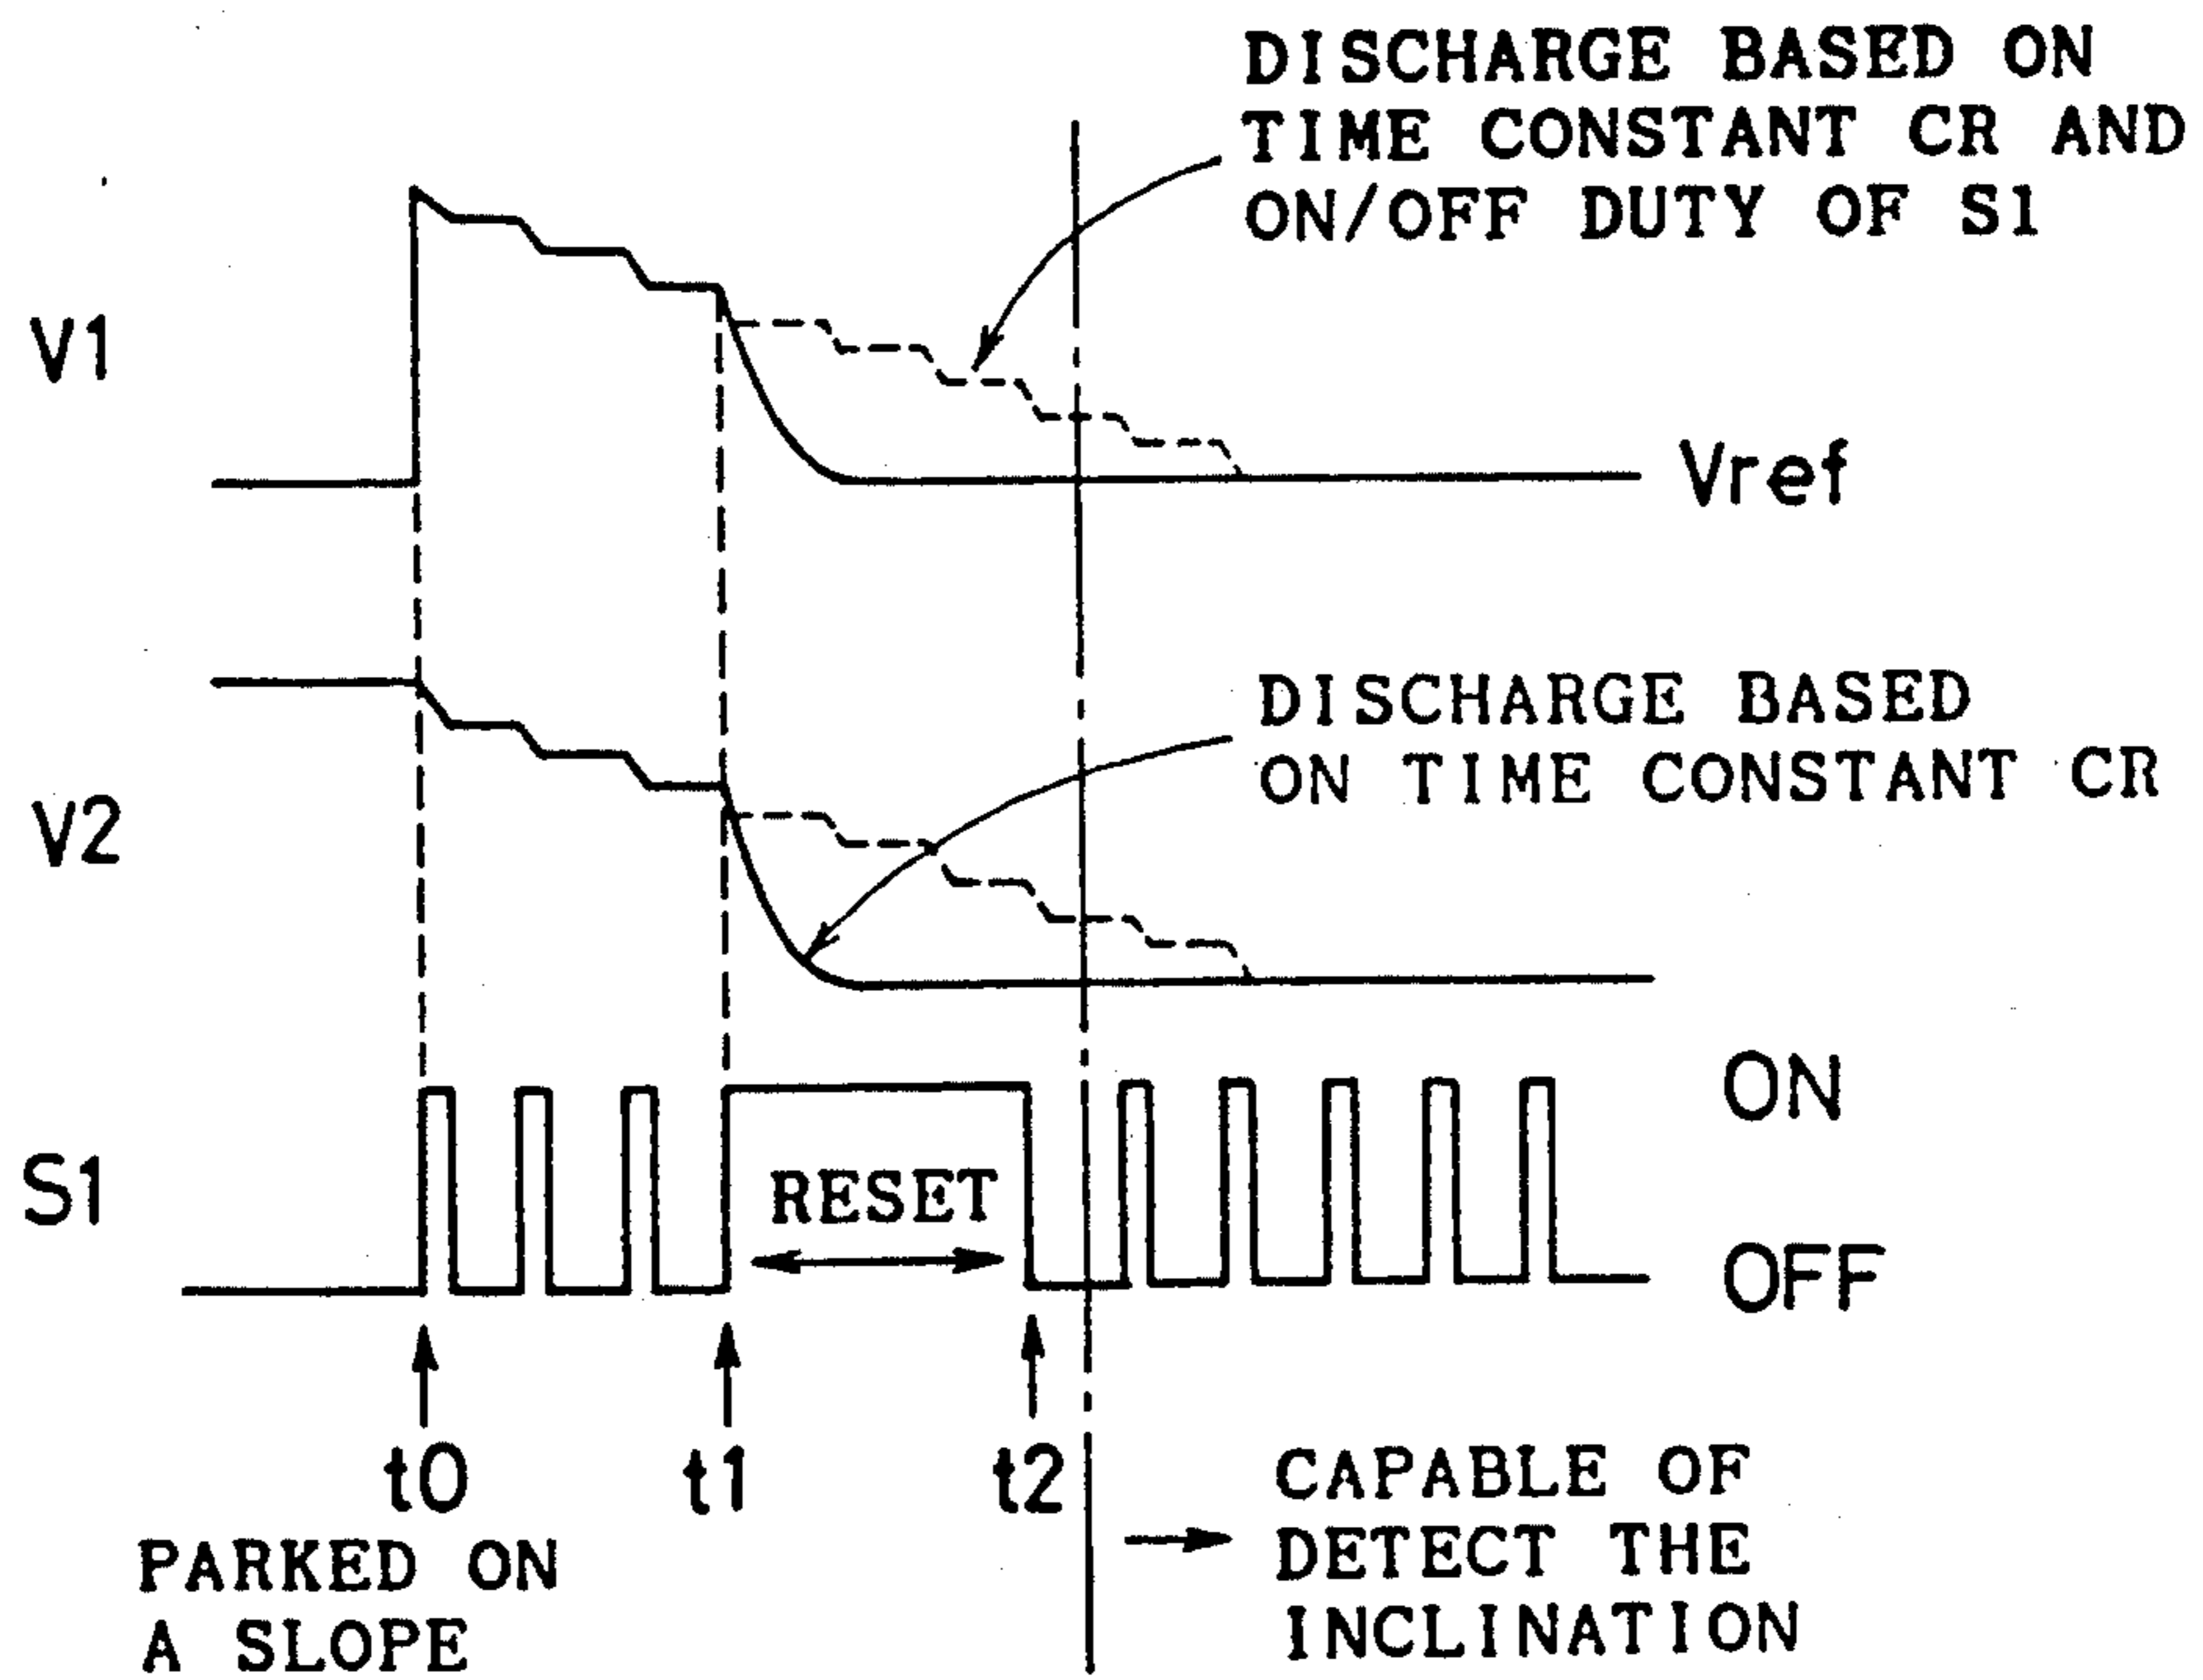 DISCHARGE BASED ON
TIME CONSTANT CR AND
ON/OFF DUTY OF S1
V1
Vref
DISCHARGE BASED
ON TIME CONSTANT CR
V2
ON
S1
RESET
OFF
t0
t1
t2
PARKED ON
A SLOPE
CAPABLE OF
DETECT THE
INCLINATION